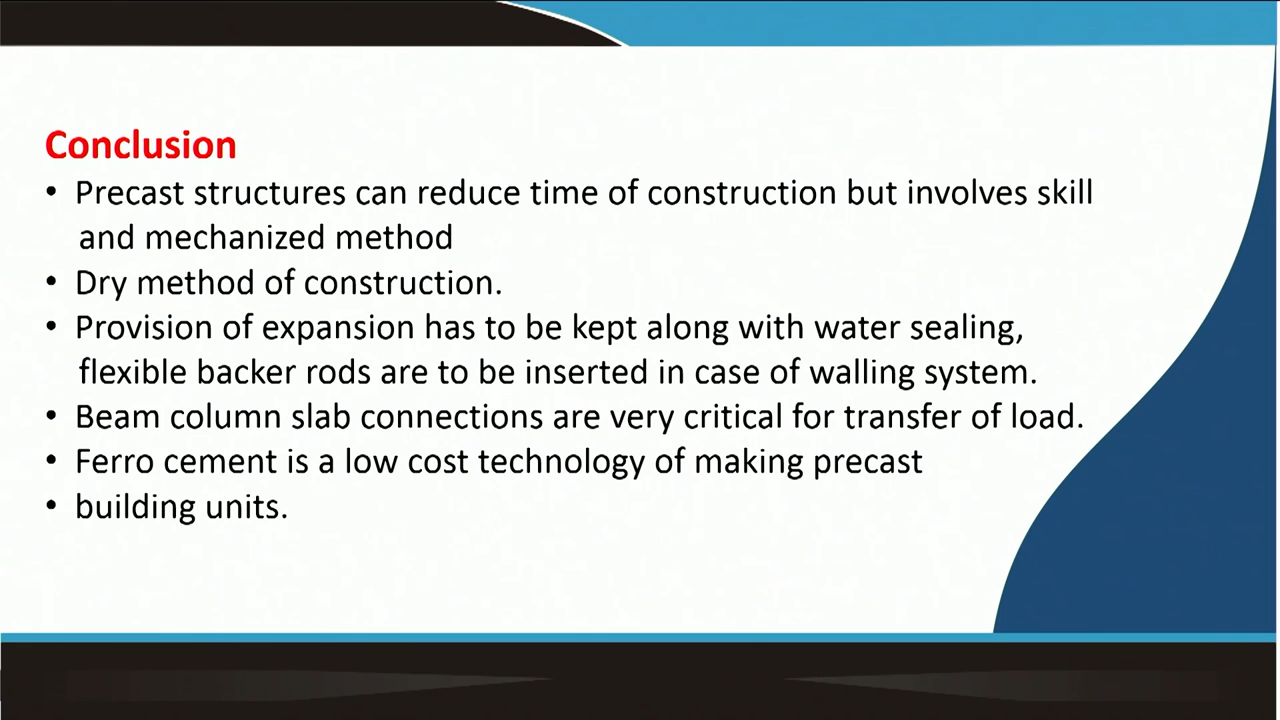 Conclusion
• Precast structures can reduce time of construction but involves skill
and mechanized method
• Dry method of construction.
• Provision of expansion has to be kept along with water sealing,
flexible backer rods are to be inserted in case of walling system.
• Beam column slab connections are very critical for transfer of load.
• Ferro cement is a low cost technology of making precast
• building units.